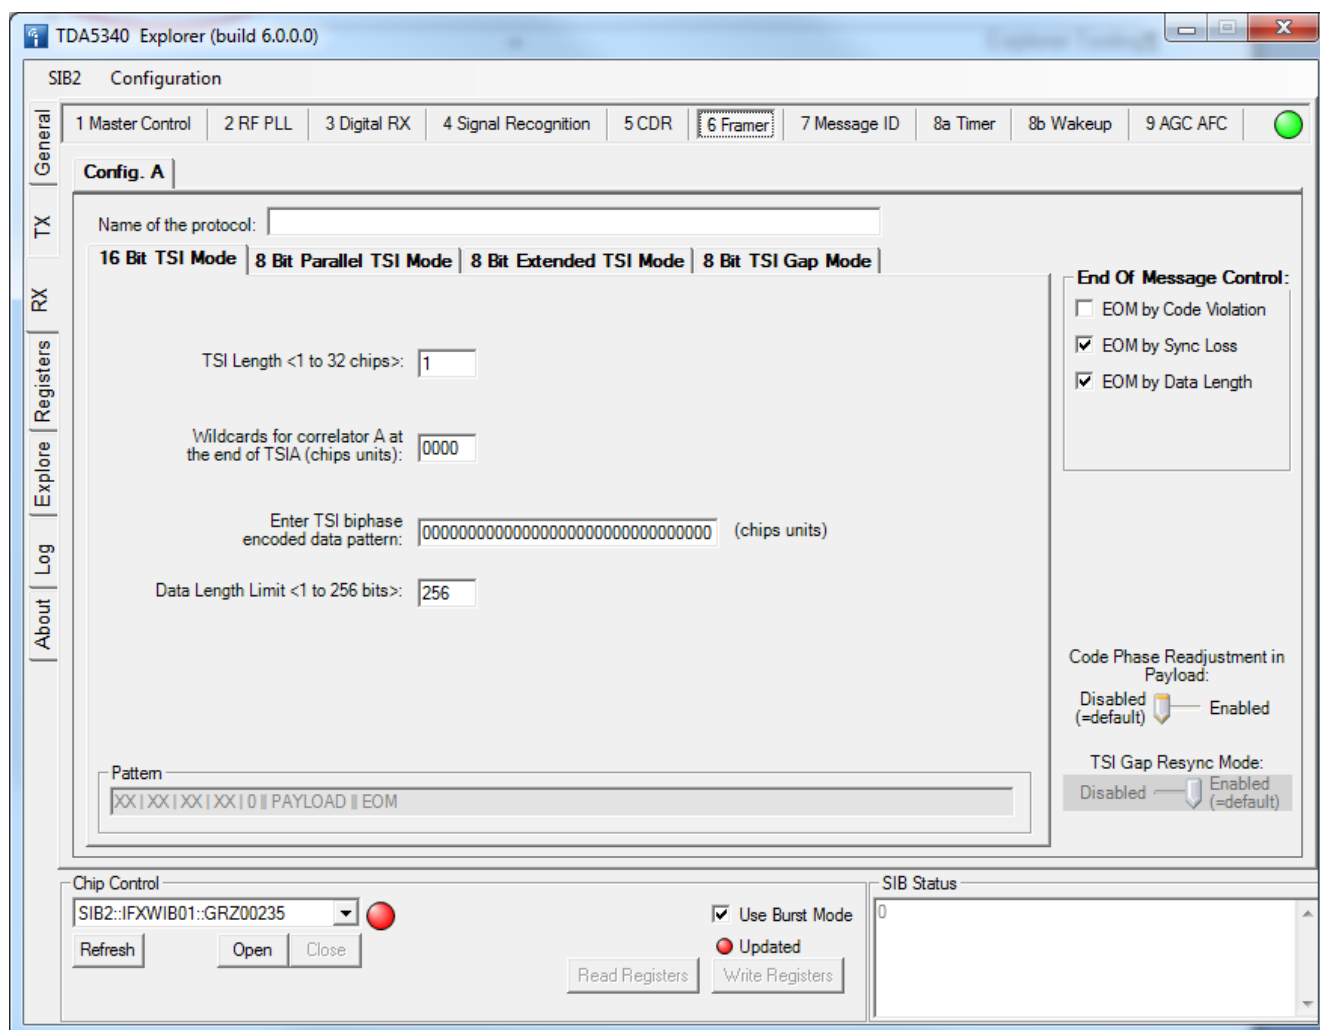 TDA5340 Explorer (build 6.0.0.0)
SIB2 Configuration
1 Master Control 2 RF PLL 3 Digital RX 4 Signal Recognition 5 CDR 6 Framer 7 Message ID 8a Timer 8b Wakeup 9 AGC AFC
General
TX
RX
Registers
Explore
Log
About
Config. A
Name of the protocol:
16 Bit TSI Mode 8 Bit Parallel TSI Mode 8 Bit Extended TSI Mode 8 Bit TSI Gap Mode
TSI Length <1 to 32 chips>: 1
Wildcards for correlator A at
the end of TSIA (chips units): 0000
Enter TSI biphase
encoded data pattern: 00000000000000000000000000000000 (chips units)
Data Length Limit <1 to 256 bits>: 256
Pattern
XX | XX | XX | XX | 0 || PAYLOAD || EOM
End Of Message Control:
EOM by Code Violation
EOM by Sync Loss
EOM by Data Length
Code Phase Readjustment in
Payload:
Disabled
(=default) Enabled
TSI Gap Resync Mode:
Disabled Enabled
(=default)
Chip Control
SIB2::IFXWIB01::GRZ00235
Refresh Open Close
Use Burst Mode
Updated
Read Registers Write Registers
SIB Status
0